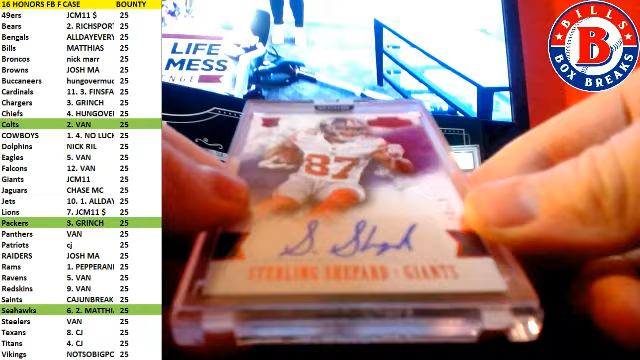 16 HONORS FB F CASE BOUNTY
49ers JCM11 $ 25
Bears 2. RICHSPORT 25
Bengals ALLDAYEVERY 25
Bills MATTHIAS 25
Broncos nick marr 25
Browns JOSH MA 25
Buccaneers hungovermuc 25
Cardinals 11. 3. FINSFA 25
Chargers 3. GRINCH 25
Chiefs 4. HUNGOVE 25
Colts 2. VAN 25
COWBOYS 1. 4. NO LUCK 25
Dolphins NICK RIL 25
Eagles 5. VAN 25
Falcons 12. VAN 25
Giants JCM11 25
Jaguars CHASE MC 25
Jets 10. 1. ALLDAY 25
Lions 7. JCM11 $ 25
Packers 3. GRINCH 25
Panthers VAN 25
Patriots cj 25
RAIDERS JOSH MA 25
Rams 1. PEPPERANI 25
Ravens 5. VAN 25
Redskins 9. VAN 25
Saints CAJUNBREAK 25
Seahawks 6. 2. MATTHI 25
Steelers VAN 25
Texans 8. CJ 25
Titans 4. CJ 25
Vikings NOTSOBIGPO 25
LIFE
MESS
BILLS
B
BOX BREAKS
87
S. Shepard
STERLING SHEPARD · GIANTS